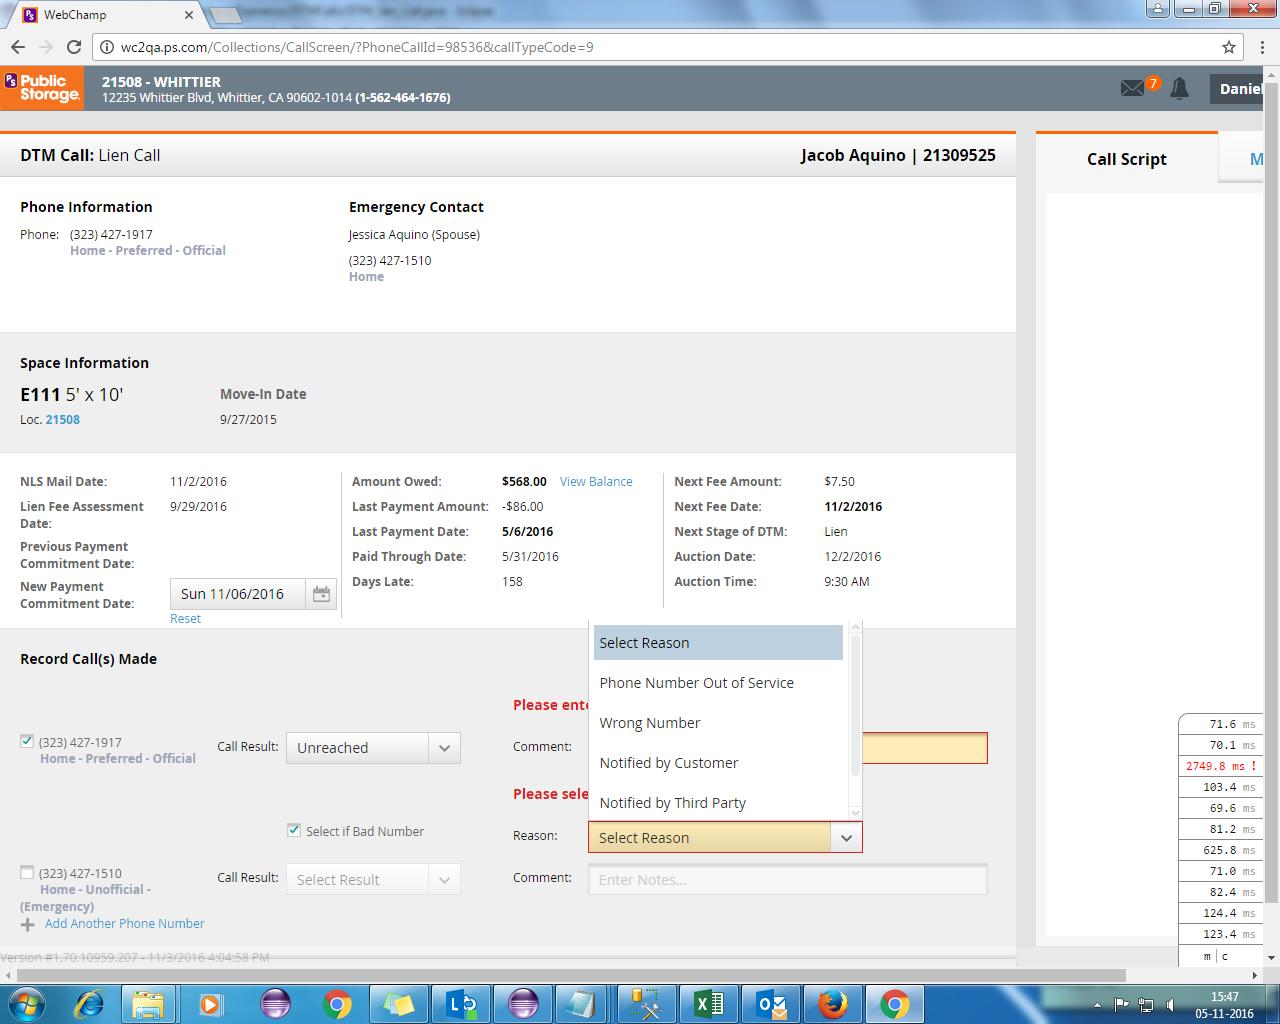 WebChamp
wc2qa.ps.com/Collections/CallScreen/?PhoneCallId=98536&callTypeCode=9
PS Public Storage.
21508 - WHITTIER
12235 Whittier Blvd, Whittier, CA 90602-1014 (1-562-464-1676)
7
Daniel
DTM Call: Lien Call
Jacob Aquino | 21309525
Call Script
M
Phone Information
Emergency Contact
Phone: (323) 427-1917
Home - Preferred - Official
Jessica Aquino (Spouse)
(323) 427-1510
Home
Space Information
E111 5' x 10'
Move-In Date
Loc. 21508
9/27/2015
NLS Mail Date: 11/2/2016
Lien Fee Assessment Date: 9/29/2016
Previous Payment
Commitment Date:
New Payment
Commitment Date:
Sun 11/06/2016
Reset
Amount Owed: $568.00 View Balance
Last Payment Amount: -$86.00
Last Payment Date: 5/6/2016
Paid Through Date: 5/31/2016
Days Late: 158
Next Fee Amount: $7.50
Next Fee Date: 11/2/2016
Next Stage of DTM: Lien
Auction Date: 12/2/2016
Auction Time: 9:30 AM
Record Call(s) Made
Please ente
(323) 427-1917
Home - Preferred - Official
Call Result: Unreached
Comment:
Select Reason
Phone Number Out of Service
Wrong Number
Notified by Customer
Notified by Third Party
Please sele
Select if Bad Number
Reason: Select Reason
(323) 427-1510
Home - Unofficial -
(Emergency)
Call Result: Select Result
Comment: Enter Notes...
Add Another Phone Number
Version #1.70.10959.207 - 11/3/2016 4:04:58 PM
71.6 ms
70.1 ms
2749.8 ms !
103.4 ms
69.6 ms
81.2 ms
625.8 ms
71.0 ms
82.4 ms
124.4 ms
123.4 ms
m | c
15:47
05-11-2016